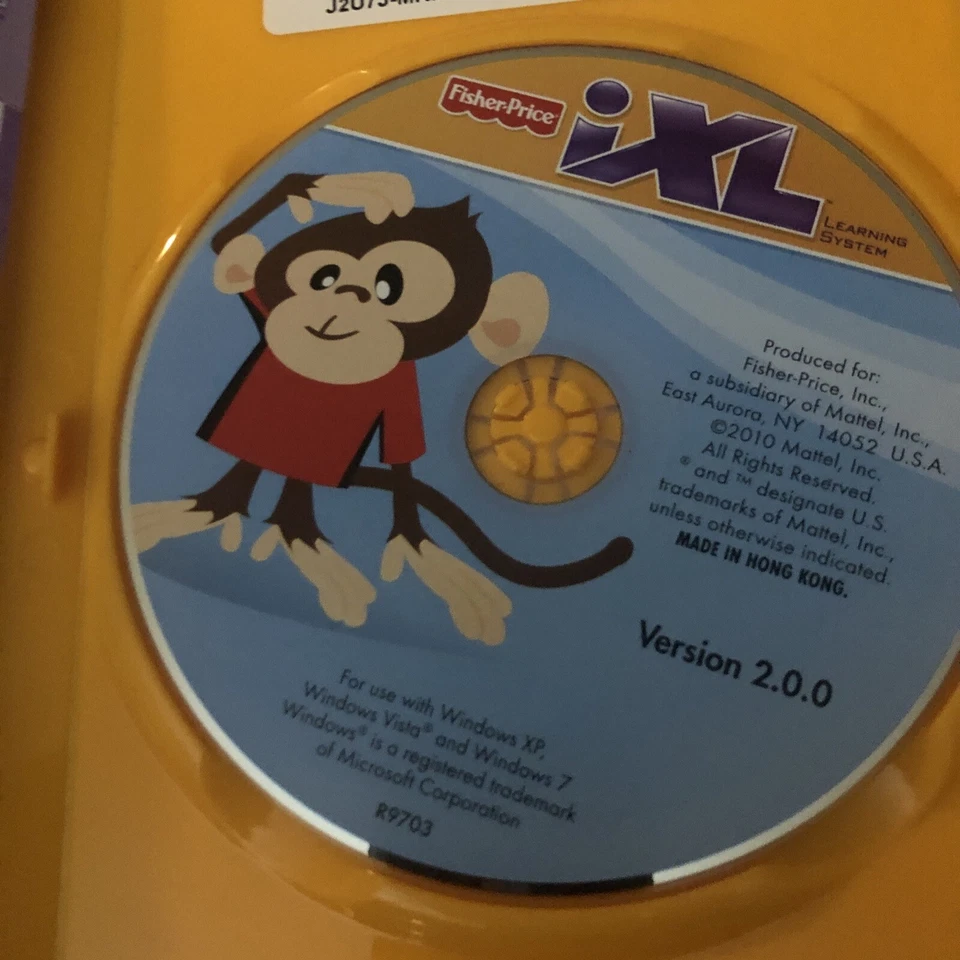 Fisher-Price
iXL
™
LEARNING
SYSTEM
Produced for:
Fisher-Price, Inc.,
a subsidiary of Mattel, Inc.,
East Aurora, NY 14052 U.S.A.
©2010 Mattel, Inc.
All Rights Reserved.
® and ™ designate U.S.
trademarks of Mattel, Inc.,
unless otherwise indicated.
MADE IN HONG KONG.
Version 2.0.0
For use with Windows XP,
Windows Vista® and Windows 7
Windows® is a registered trademark
of Microsoft Corporation
R9703